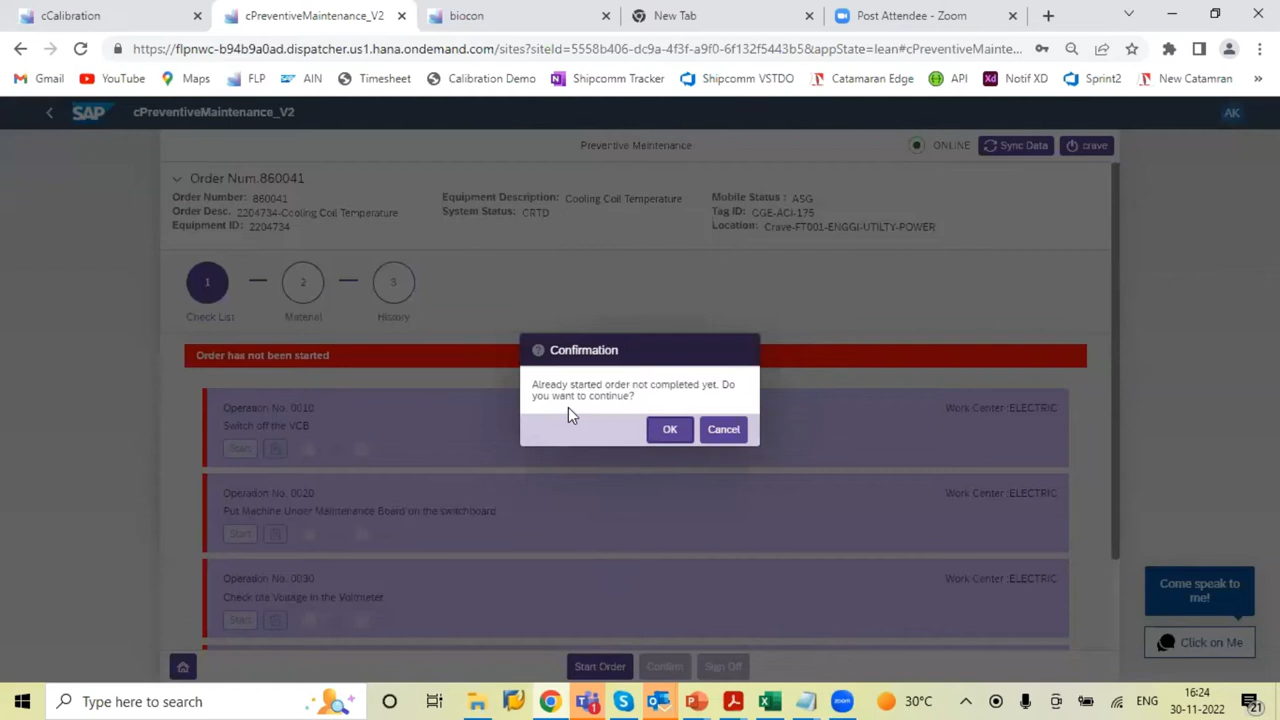 cCalibration
cPreventiveMaintenance_V2
biocon
New Tab
Post Attendee - Zoom
https://flpnwc-b94b9a0ad.dispatcher.us1.hana.ondemand.com/sites?siteId=5558b406-dc9a-4f3f-a9f0-6f132f5443b5&appState=lean#cPreventiveMainte...
Gmail
YouTube
Maps
FLP
AIN
Timesheet
Calibration Demo
Shipcomm Tracker
Shipcomm VSTDO
Catamaran Edge
API
Notif XD
Sprint2
New Catamran
SAP
cPreventiveMaintenance_V2
AK
Preventive Maintenance
ONLINE
Sync Data
crave
Order Num.860041
Order Number: 860041
Order Desc. 2204734-Cooling Coil Temperature
Equipment ID: 2204734
Equipment Description: Cooling Coil Temperature
System Status: CRTD
Mobile Status : ASG
Tag ID: CGE-ACI-175
Location: Crave-FT001-ENGGI-UTILTY-POWER
1
2
3
Check List
Material
History
Order has not been started
Confirmation
Already started order not completed yet. Do
you want to continue?
OK
Cancel
Operation No. 0010
Work Center :ELECTRIC
Switch off the VCB
Start
Operation No. 0020
Work Center :ELECTRIC
Put Machine Under Maintenance Board on the switchboard
Start
Operation No. 0030
Work Center :ELECTRIC
Check the Voltage in the Voltmeter
Start
Come speak to
me!
Click on Me
Start Order
Confirm
Sign Off
Type here to search
30°C
ENG
16:24
30-11-2022
21